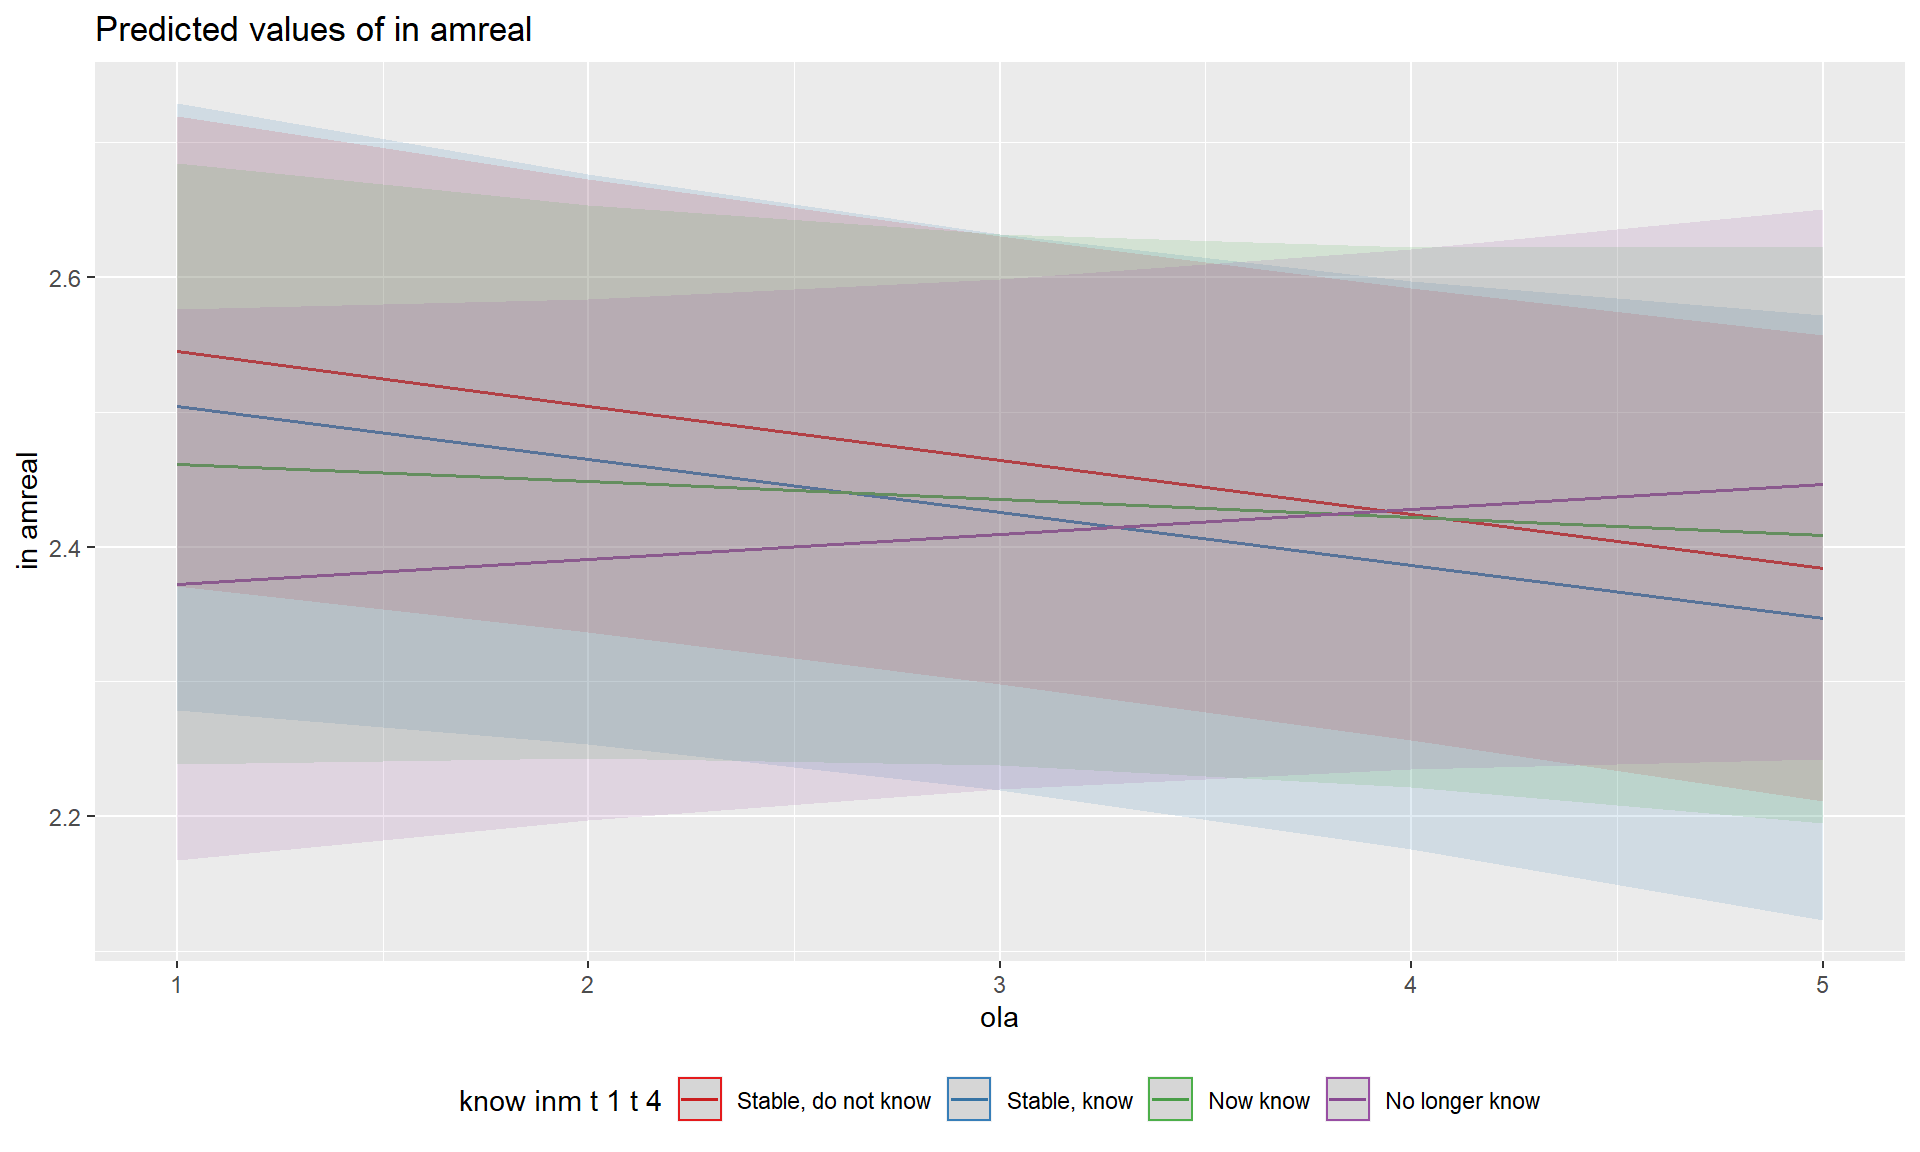 Predicted values of in amreal
in amreal
2.6
2.4
2.2
1 2 3 4 5
ola
know inm t 1 t 4 Stable, do not know Stable, know Now know No longer know